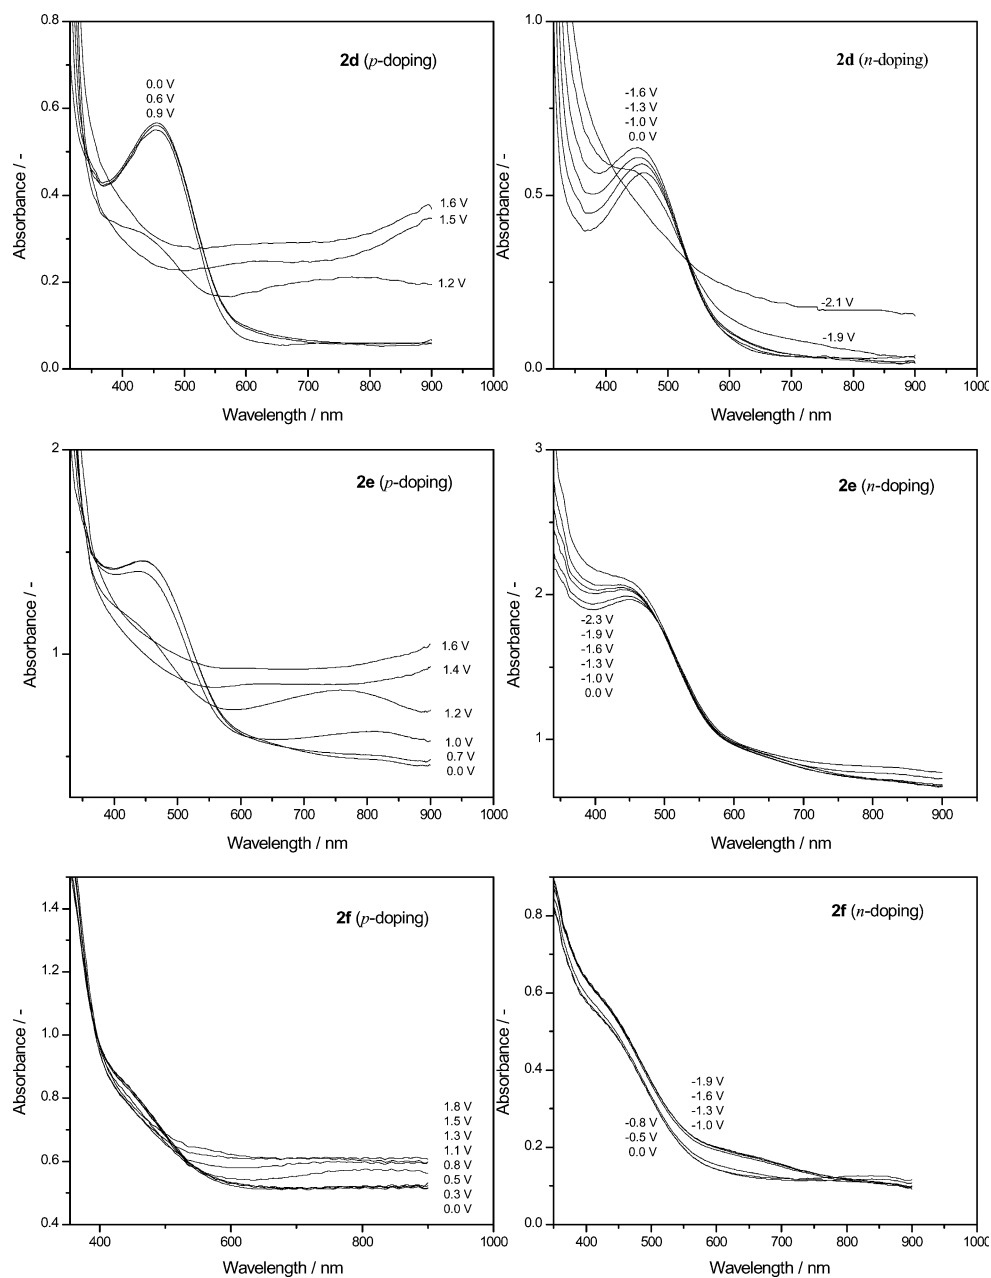 2d (p-doping)
0.8
0.6
0.4
0.2
0.0
Absorbance / -
0.0 V
0.6 V
0.9 V
1.6 V
1.5 V
1.2 V
400 500 600 700 800 900 1000
Wavelength / nm
2d (n-doping)
1.0
0.5
0.0
Absorbance / -
-1.6 V
-1.3 V
-1.0 V
0.0 V
-2.1 V
-1.9 V
400 500 600 700 800 900 1000
Wavelength / nm
2e (p-doping)
2
1
Absorbance / -
1.6 V
1.4 V
1.2 V
1.0 V
0.7 V
0.0 V
400 500 600 700 800 900 1000
Wavelength / nm
2e (n-doping)
3
2
1
Absorbance / -
-2.3 V
-1.9 V
-1.6 V
-1.3 V
-1.0 V
0.0 V
400 500 600 700 800 900
Wavelength / nm
2f (p-doping)
1.4
1.2
1.0
0.8
0.6
0.4
Absorbance / -
1.8 V
1.5 V
1.3 V
1.1 V
0.8 V
0.5 V
0.3 V
0.0 V
400 600 800 1000
Wavelength / nm
2f (n-doping)
0.8
0.6
0.4
0.2
0.0
Absorbance / -
-1.9 V
-1.6 V
-1.3 V
-1.0 V
-0.8 V
-0.5 V
0.0 V
400 500 600 700 800 900 1000
Wavelength / nm